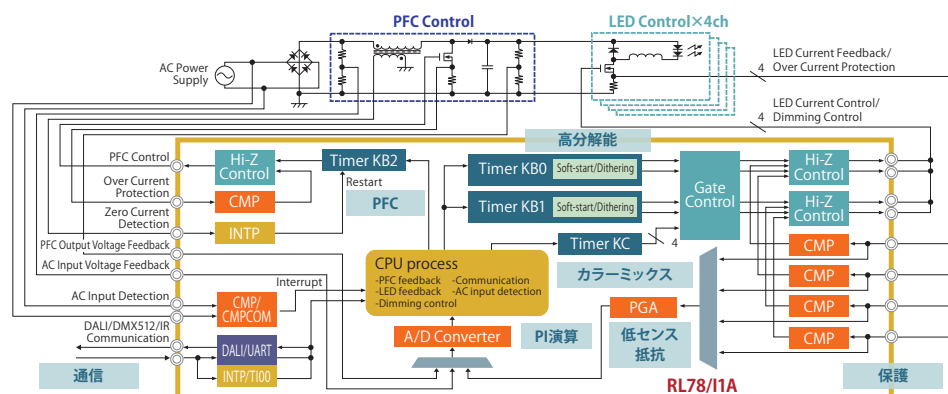 PFC Control
LED Control×4ch
AC Power
Supply
LED Current Feedback/
Over Current Protection
4
LED Current Control/
Dimming Control
4
高分解能
PFC Control
Hi-Z
Control
Timer KB2
Restart
Over Current
Protection
CMP
PFC
Zero Current
Detection
INTP
Timer KB0
Soft-start/Dithering
Timer KB1
Soft-start/Dithering
Gate
Control
Hi-Z
Control
Hi-Z
Control
Timer KC
4
PFC Output Voltage Feedback
AC Input Voltage Feedback
CPU process
-PFC feedback
-Communication
-LED feedback
-AC input detection
-Dimming control
カラーミックス
CMP
CMP
CMP
CMP
AC Input Detection
CMP/
CMPCOM
Interrupt
PGA
A/D Converter
PI演算
低センス
抵抗
DALI/DMX512/IR
Communication
DALI/UART
INTP/TI00
通信
RL78/I1A
保護